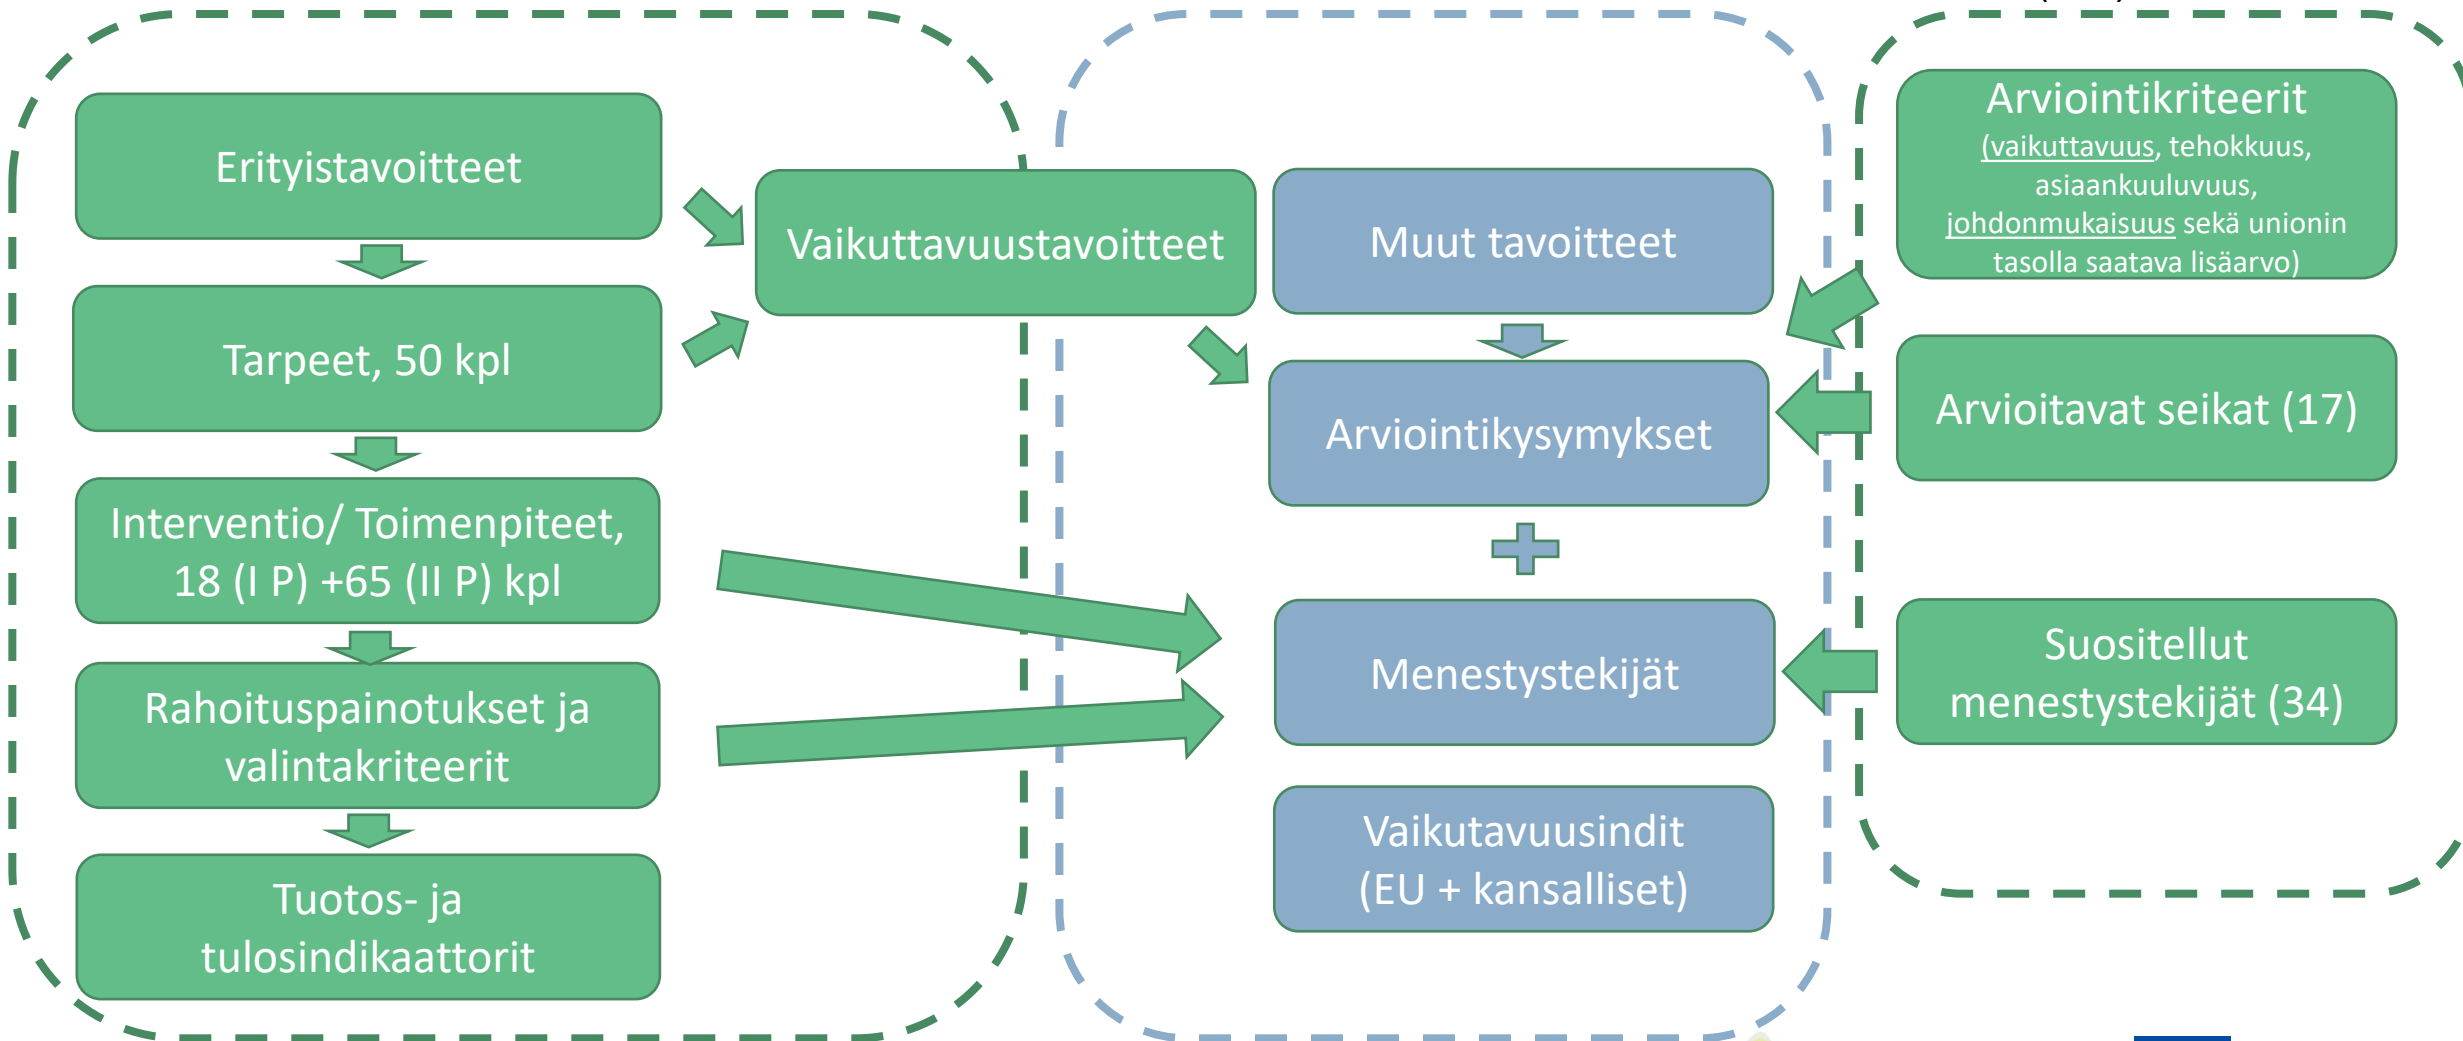 Erityistavoitteet
Tarpeet, 50 kpl
Interventio/ Toimenpiteet,
18 (I P) +65 (II P) kpl
Rahoituspainotukset ja
valintakriteerit
Tuotos- ja
tulosindikaattorit
Vaikuttavuustavoitteet
Muut tavoitteet
Arviointikysymykset
Menestystekijät
Vaikutavuusindit
(EU + kansalliset)
Arviointikriteerit
(vaikuttavuus, tehokkuus,
asiaankuuluvuus,
johdonmukaisuus sekä unionin
tasolla saatava lisäarvo)
Arvioitavat seikat (17)
Suositellut
menestystekijät (34)